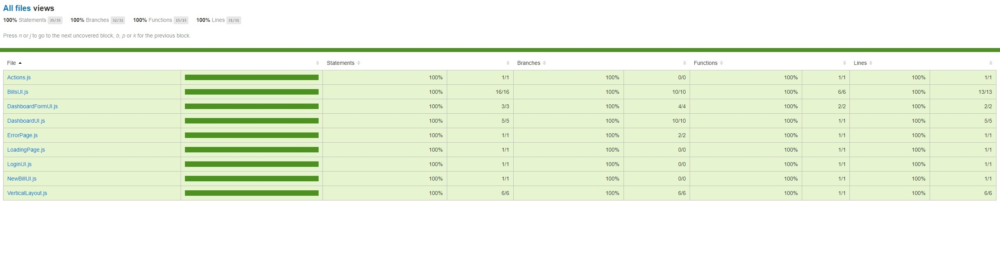 All files views
100% Statements 35/35 100% Branches 32/32 100% Functions 15/15 100% Lines 31/31
Press n or j to go to the next uncovered block, b, p or k for the previous block.
File Statements Branches Functions Lines
Actions.js 100% 1/1 100% 0/0 100% 1/1 100% 1/1
BillsUI.js 100% 16/16 100% 10/10 100% 6/6 100% 13/13
DashboardFormUI.js 100% 3/3 100% 4/4 100% 2/2 100% 2/2
DashboardUI.js 100% 5/5 100% 10/10 100% 1/1 100% 5/5
ErrorPage.js 100% 1/1 100% 2/2 100% 1/1 100% 1/1
LoadingPage.js 100% 1/1 100% 0/0 100% 1/1 100% 1/1
LoginUI.js 100% 1/1 100% 0/0 100% 1/1 100% 1/1
NewBillUI.js 100% 1/1 100% 0/0 100% 1/1 100% 1/1
VerticalLayout.js 100% 6/6 100% 6/6 100% 1/1 100% 6/6